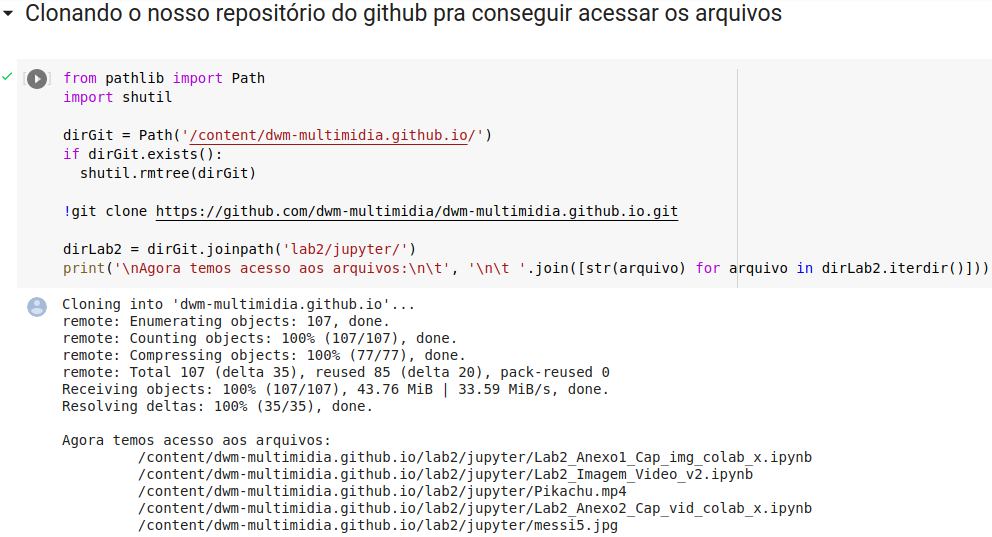 Clonando o nosso repositório do github pra conseguir acessar os arquivos
from pathlib import Path
import shutil
dirGit = Path('/content/dwm-multimidia.github.io/')
if dirGit.exists():
  shutil.rmtree(dirGit)
!git clone https://github.com/dwm-multimidia/dwm-multimidia.github.io.git
dirLab2 = dirGit.joinpath('lab2/jupyter/')
print('\nAgora temos acesso aos arquivos:\n\t', '\n\t '.join([str(arquivo) for arquivo in dirLab2.iterdir()]))
Cloning into 'dwm-multimidia.github.io'...
remote: Enumerating objects: 107, done.
remote: Counting objects: 100% (107/107), done.
remote: Compressing objects: 100% (77/77), done.
remote: Total 107 (delta 35), reused 85 (delta 20), pack-reused 0
Receiving objects: 100% (107/107), 43.76 MiB | 33.59 MiB/s, done.
Resolving deltas: 100% (35/35), done.
Agora temos acesso aos arquivos:
/content/dwm-multimidia.github.io/lab2/jupyter/Lab2_Anexo1_Cap_img_colab_x.ipynb
/content/dwm-multimidia.github.io/lab2/jupyter/Lab2_Imagem_Video_v2.ipynb
/content/dwm-multimidia.github.io/lab2/jupyter/Pikachu.mp4
/content/dwm-multimidia.github.io/lab2/jupyter/Lab2_Anexo2_Cap_vid_colab_x.ipynb
/content/dwm-multimidia.github.io/lab2/jupyter/messi5.jpg